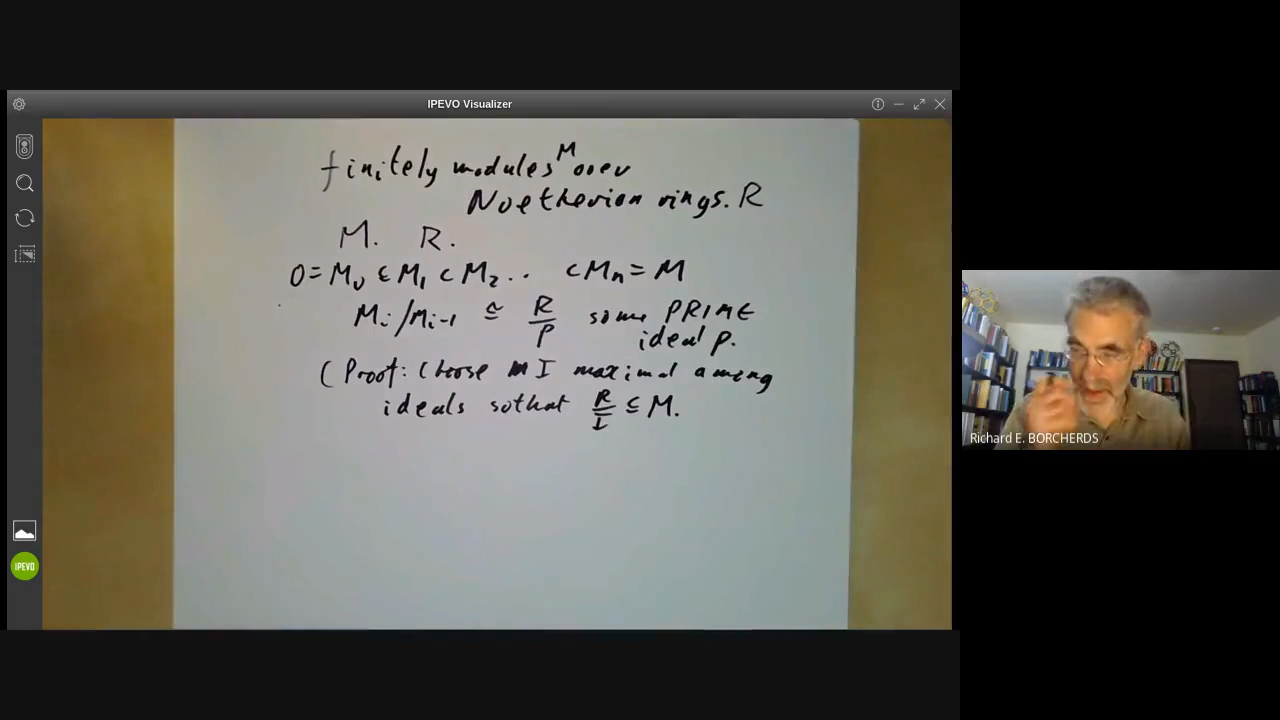 IPEVO Visualizer
finitely modules M over
Noetherian rings. R
M. R.
0 = M₀ ⊆ M₁ ⊂ M₂ .. ⊂ Mₙ = M
Mᵢ/Mᵢ₋₁ ≅ R/P some PRIME
ideal p.
( Proof: Choose I maximal among
ideals so that R/I ⊆ M.
Richard E. BORCHERDS
IPEVO